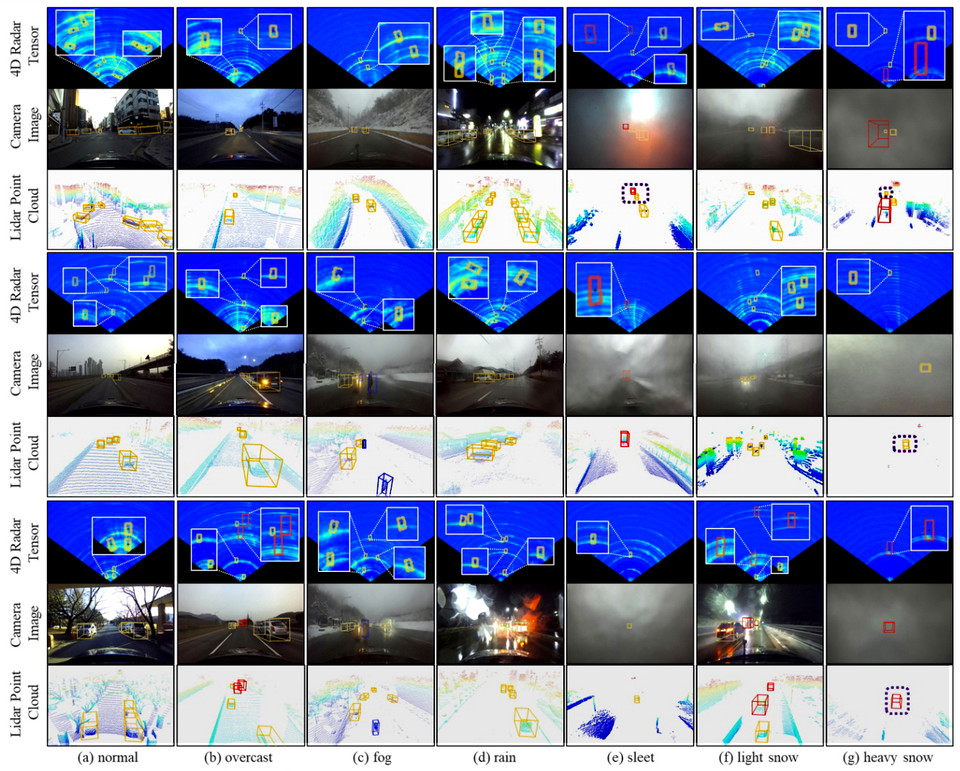 4D Radar
Tensor
Camera
Image
Lidar Point
Cloud
4D Radar
Tensor
Camera
Image
Lidar Point
Cloud
4D Radar
Tensor
Camera
Image
Lidar Point
Cloud
(a) normal
(b) overcast
(c) fog
(d) rain
(e) sleet
(f) light snow
(g) heavy snow